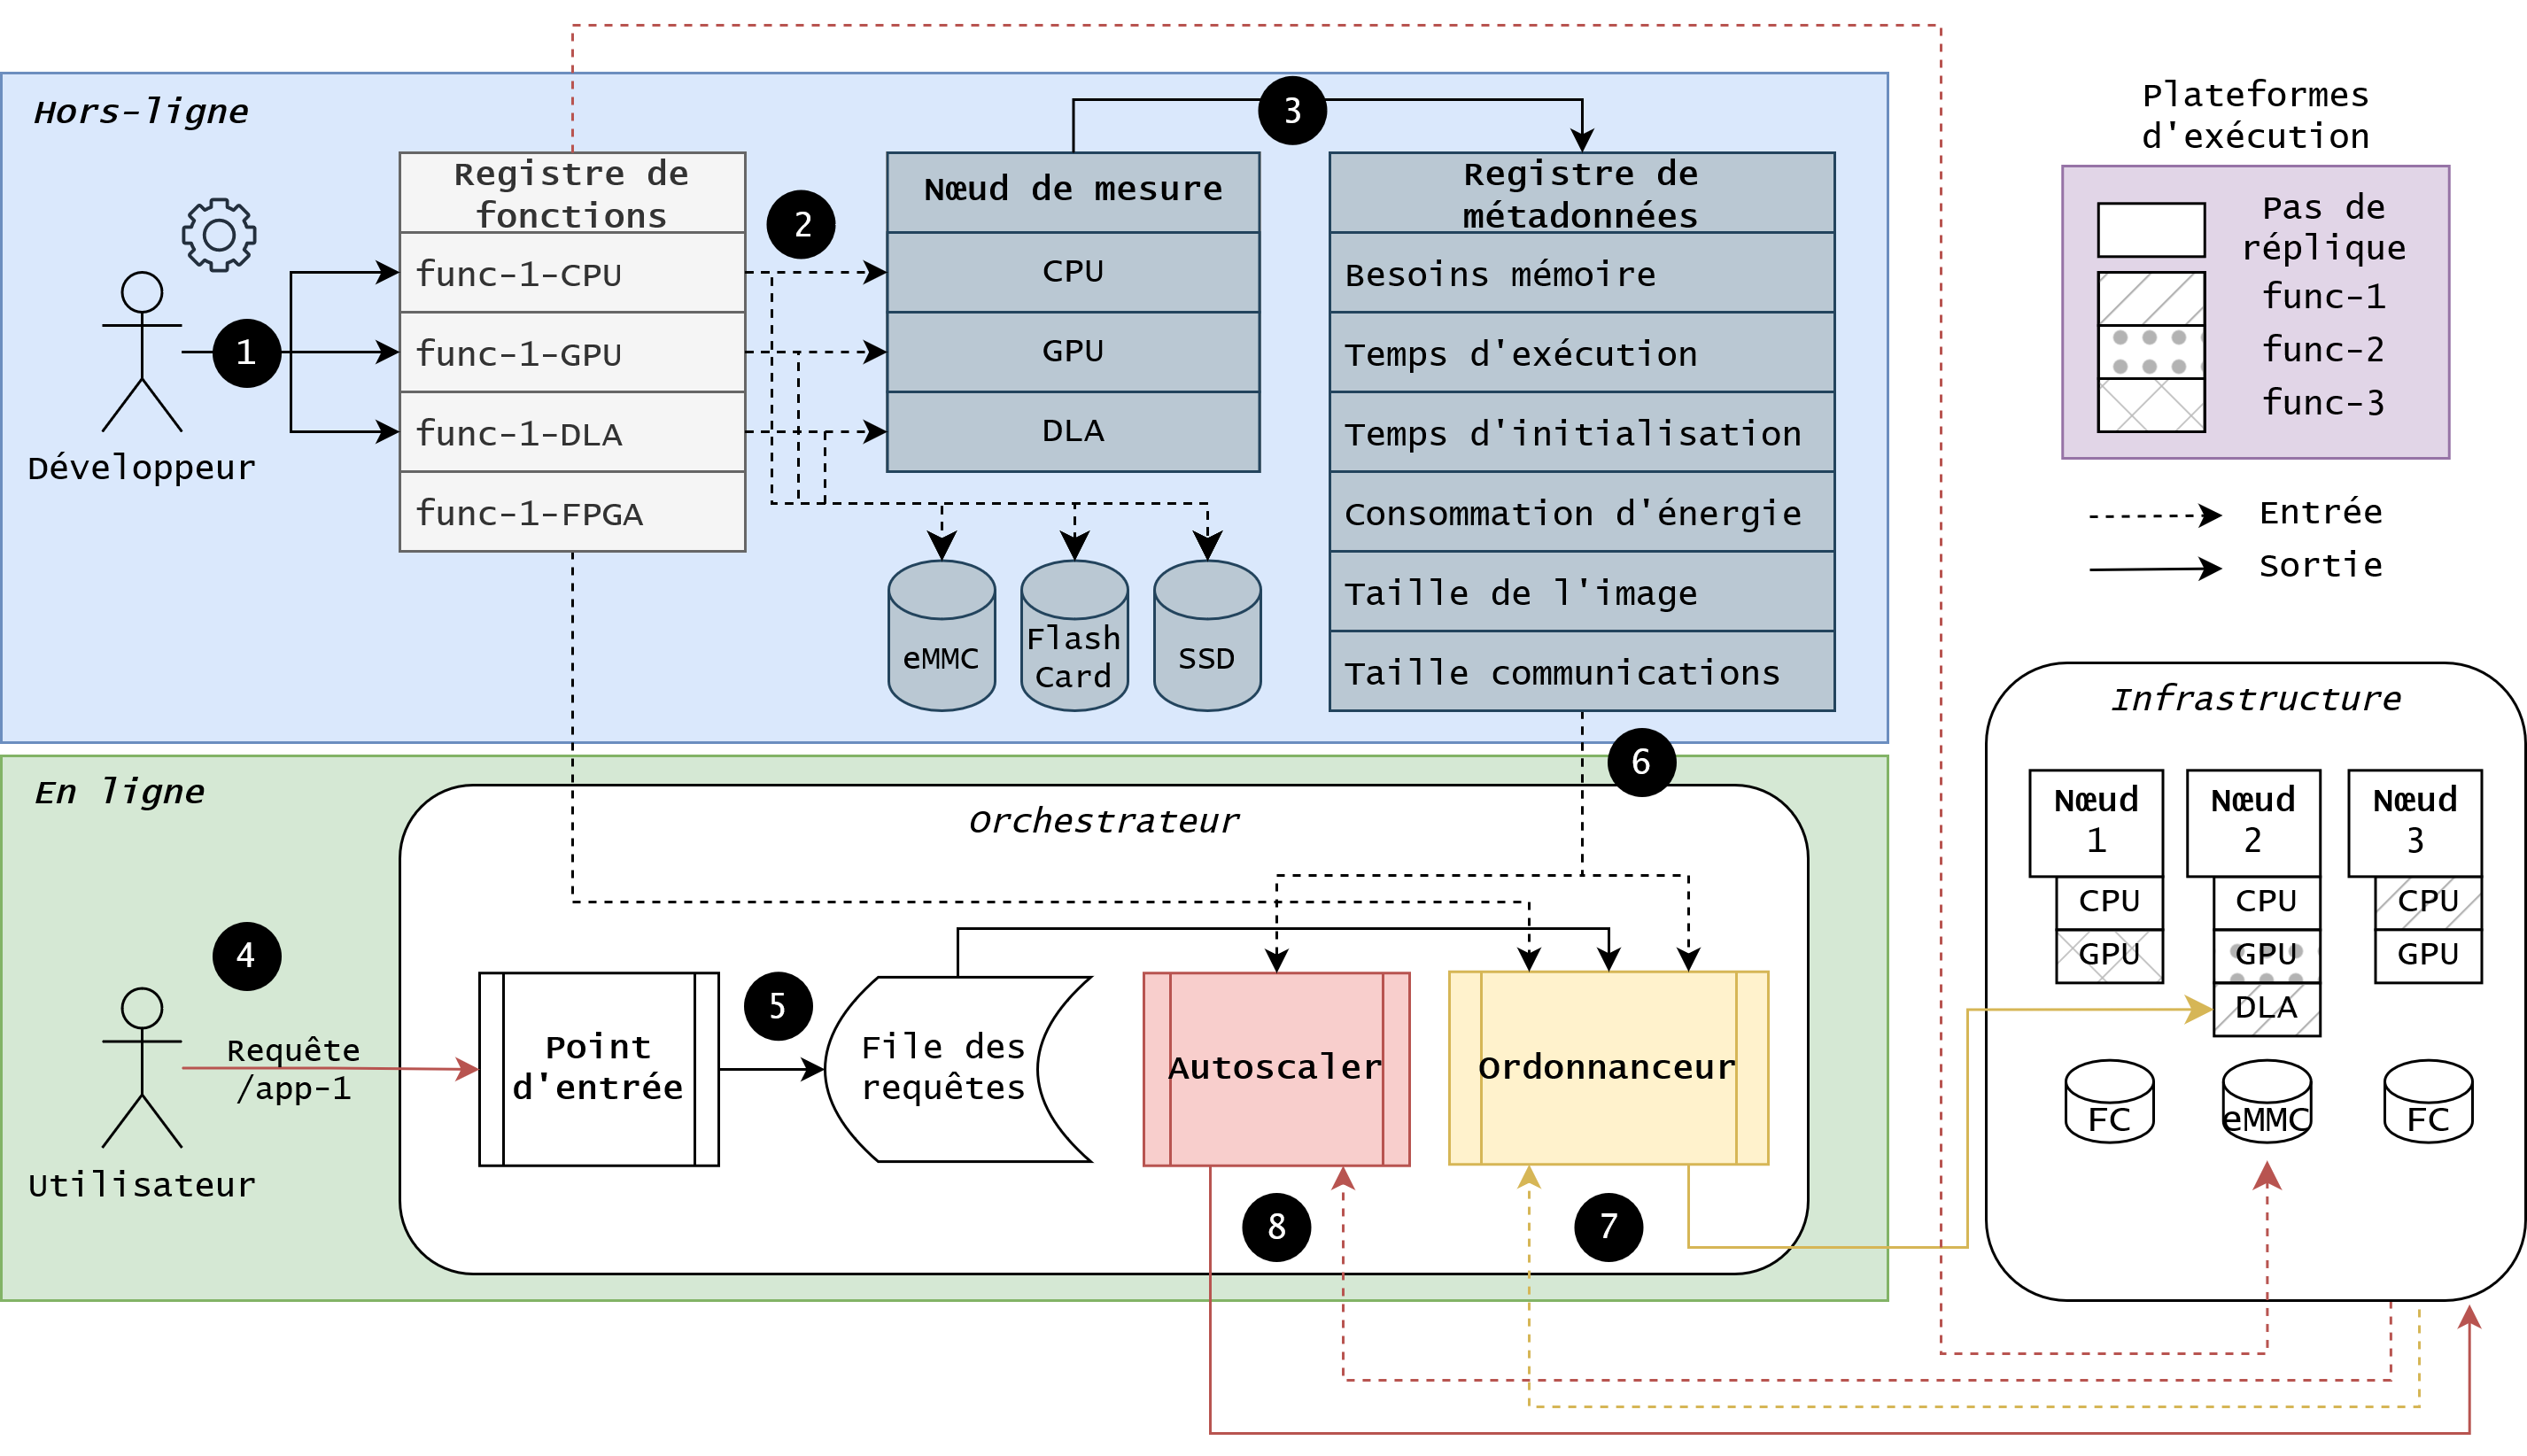 Hors-ligne
Développeur
1
Registre de
fonctions
func-1-CPU
func-1-GPU
func-1-DLA
func-1-FPGA
2
Nœud de mesure
CPU
GPU
DLA
eMMC
Flash
Card
SSD
3
Registre de
métadonnées
Besoins mémoire
Temps d'exécution
Temps d'initialisation
Consommation d'énergie
Taille de l'image
Taille communications
Plateformes
d'exécution
Pas de
réplique
func-1
func-2
func-3
Entrée
Sortie
En ligne
4
Requête
/app-1
Utilisateur
Orchestrateur
6
Point
d'entrée
5
File des
requêtes
Autoscaler
Ordonnanceur
8
7
Infrastructure
Nœud
1
CPU
GPU
FC
Nœud
2
CPU
GPU
DLA
eMMC
Nœud
3
CPU
GPU
FC